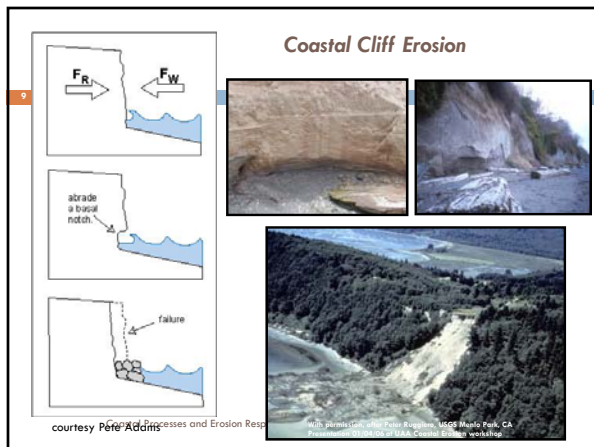 Coastal Cliff Erosion
9
F_R
F_W
abrade
a basal
notch.
failure
courtesy Pete Adams
Coastal Processes and Erosion Resp
With permission, after Peter Ruggiero, USGS Menlo Park, CA
Presentation 01/04/06 at UAA Coastal Erosion workshop